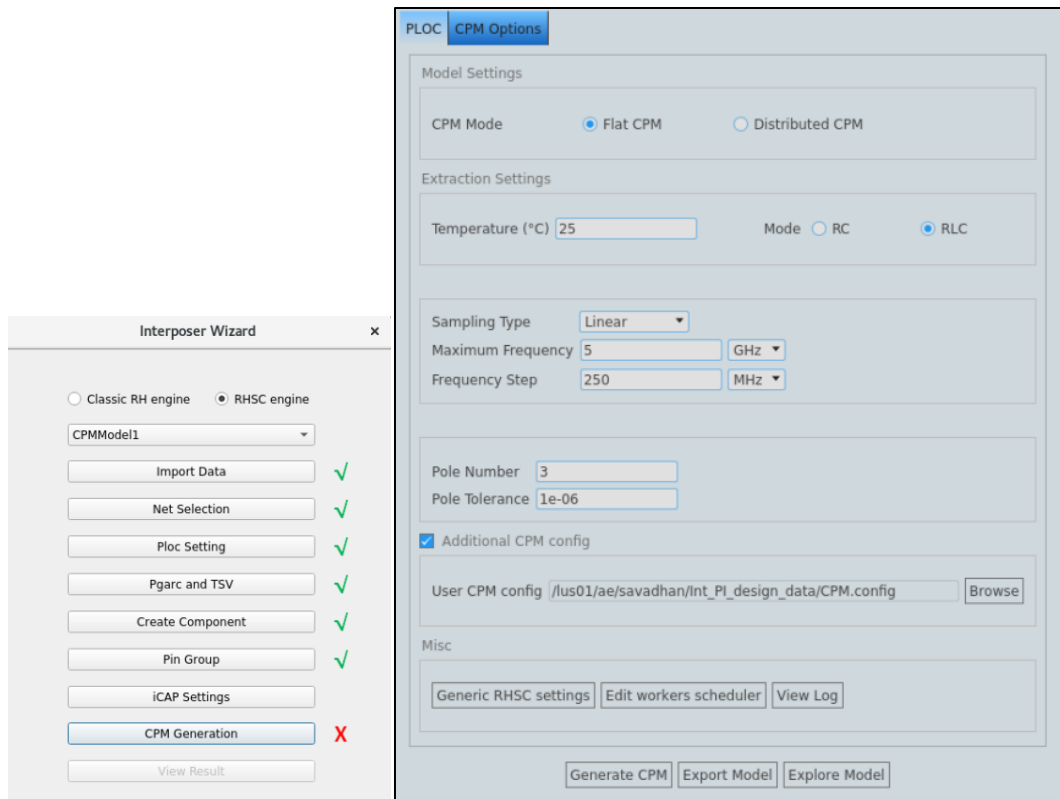 Interposer Wizard x
Classic RH engine RHSC engine
CPMModel1
Import Data √
Net Selection √
Ploc Setting √
Pgarc and TSV √
Create Component √
Pin Group √
iCAP Settings
CPM Generation X
View Result
PLOC CPM Options
Model Settings
CPM Mode Flat CPM Distributed CPM
Extraction Settings
Temperature (°C) 25 Mode RC RLC
Sampling Type Linear
Maximum Frequency 5 GHz
Frequency Step 250 MHz
Pole Number 3
Pole Tolerance 1e-06
Additional CPM config
User CPM config /lus01/ae/savadhan/Int_PI_design_data/CPM.config Browse
Misc
Generic RHSC settings Edit workers scheduler View Log
Generate CPM Export Model Explore Model